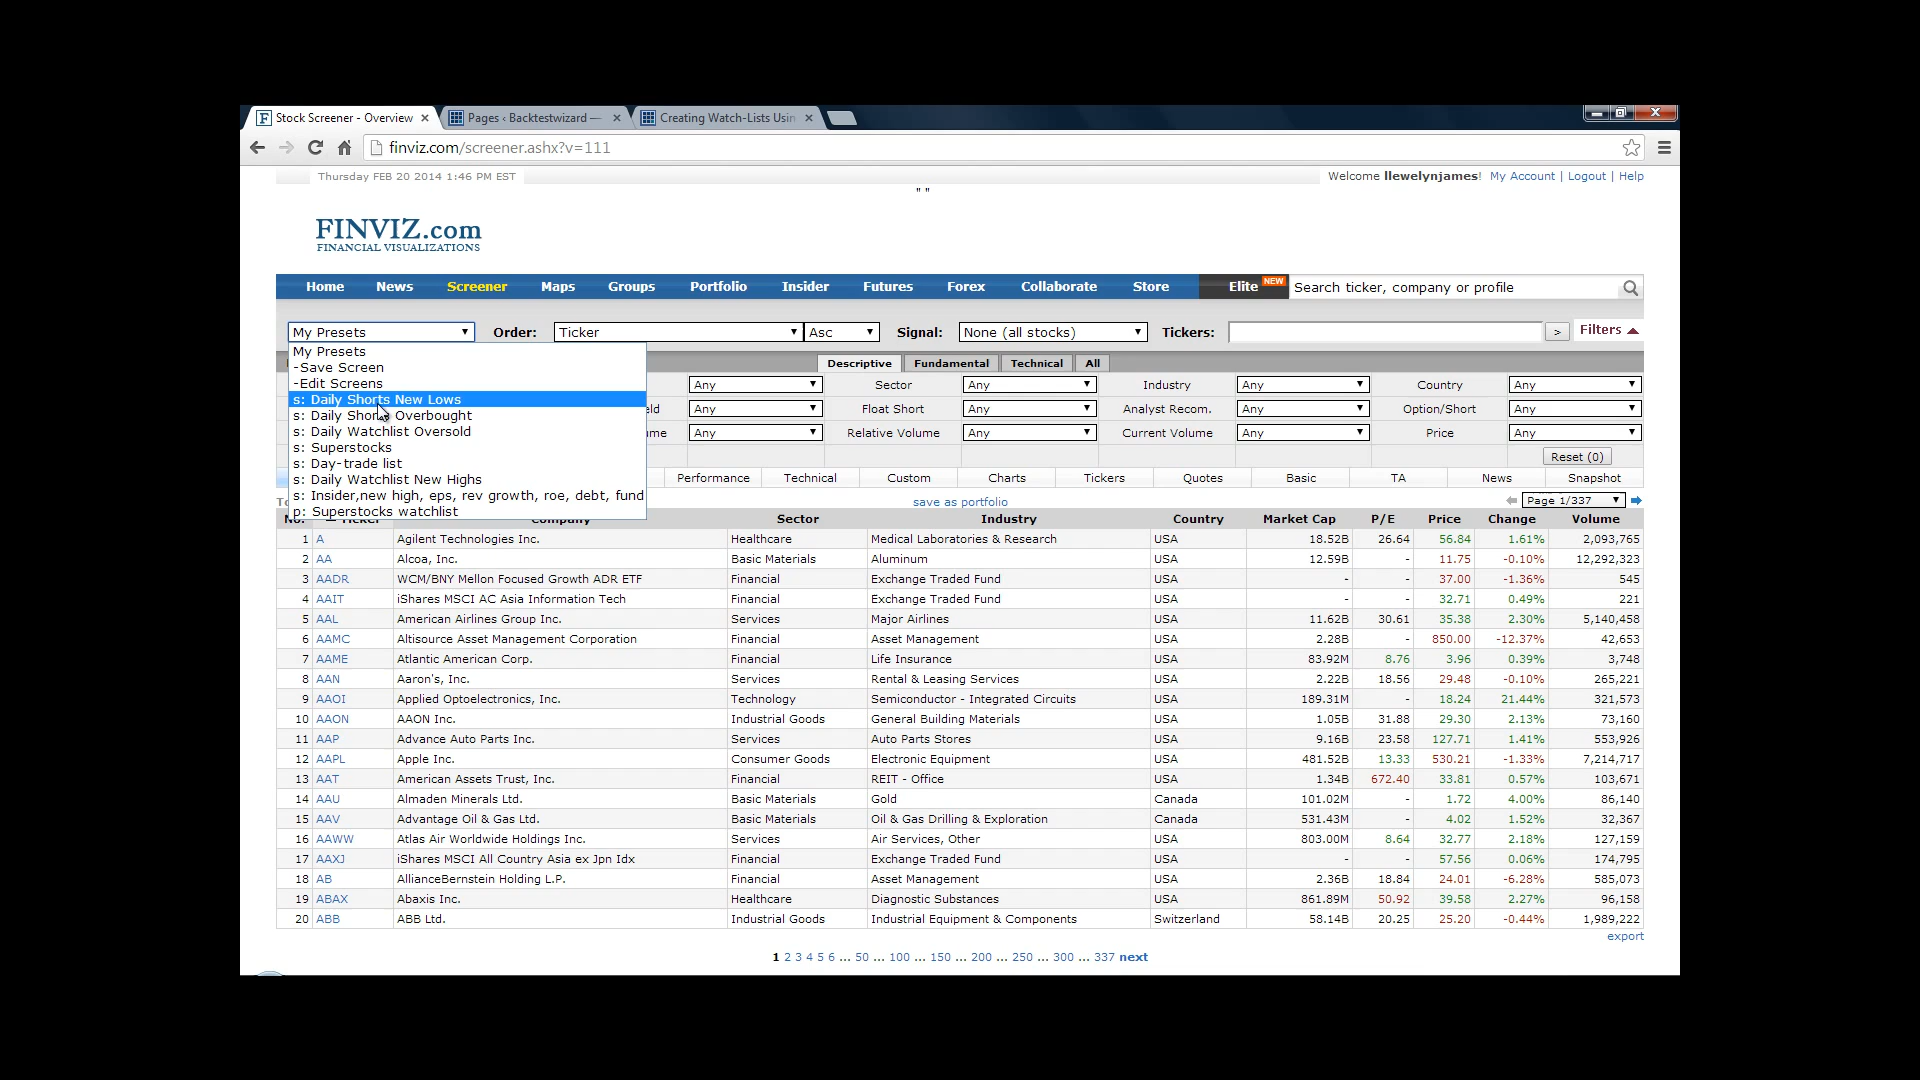 Stock Screener - Overview Pages ‹ Backtestwizard — Creating Watch-Lists Usin
finviz.com/screener.ashx?v=111
Thursday FEB 20 2014 1:46 PM EST Welcome llewelynjames! My Account | Logout | Help
" "
FINVIZ.com
FINANCIAL VISUALIZATIONS
Home News Screener Maps Groups Portfolio Insider Futures Forex Collaborate Store Elite NEW Search ticker, company or profile
My Presets Order: Ticker Asc Signal: None (all stocks) Tickers: > Filters
My Presets
-Save Screen
-Edit Screens
s: Daily Shorts New Lows
s: Daily Shorts Overbought
s: Daily Watchlist Oversold
s: Superstocks
s: Day-trade list
s: Daily Watchlist New Highs
s: Insider,new high, eps, rev growth, roe, debt, fund
p: Superstocks watchlist
Descriptive Fundamental Technical All
Any Sector Any Industry Any Country Any
Any Float Short Any Analyst Recom. Any Option/Short Any
Any Relative Volume Any Current Volume Any Price Any
Reset (0)
Performance Technical Custom Charts Tickers Quotes Basic TA News Snapshot
save as portfolio Page 1/337
No. Ticker Company Sector Industry Country Market Cap P/E Price Change Volume
1 A Agilent Technologies Inc. Healthcare Medical Laboratories & Research USA 18.52B 26.64 56.84 1.61% 2,093,765
2 AA Alcoa, Inc. Basic Materials Aluminum USA 12.59B - 11.75 -0.10% 12,292,323
3 AADR WCM/BNY Mellon Focused Growth ADR ETF Financial Exchange Traded Fund USA - - 37.00 -1.36% 545
4 AAIT iShares MSCI AC Asia Information Tech Financial Exchange Traded Fund USA - - 32.71 0.49% 221
5 AAL American Airlines Group Inc. Services Major Airlines USA 11.62B 30.61 35.38 2.30% 5,140,458
6 AAMC Altisource Asset Management Corporation Financial Asset Management USA 2.28B - 850.00 -12.37% 42,653
7 AAME Atlantic American Corp. Financial Life Insurance USA 83.92M 8.76 3.96 0.39% 3,748
8 AAN Aaron's, Inc. Services Rental & Leasing Services USA 2.22B 18.56 29.48 -0.10% 265,221
9 AAOI Applied Optoelectronics, Inc. Technology Semiconductor - Integrated Circuits USA 189.31M - 18.24 21.44% 321,573
10 AAON AAON Inc. Industrial Goods General Building Materials USA 1.05B 31.88 29.30 2.13% 73,160
11 AAP Advance Auto Parts Inc. Services Auto Parts Stores USA 9.16B 23.58 127.71 1.41% 553,926
12 AAPL Apple Inc. Consumer Goods Electronic Equipment USA 481.52B 13.33 530.21 -1.33% 7,214,717
13 AAT American Assets Trust, Inc. Financial REIT - Office USA 1.34B 672.40 33.81 0.57% 103,671
14 AAU Almaden Minerals Ltd. Basic Materials Gold Canada 101.02M - 1.72 4.00% 86,140
15 AAV Advantage Oil & Gas Ltd. Basic Materials Oil & Gas Drilling & Exploration Canada 531.43M - 4.02 1.52% 32,367
16 AAWW Atlas Air Worldwide Holdings Inc. Services Air Services, Other USA 803.00M 8.64 32.77 2.18% 127,159
17 AAXJ iShares MSCI All Country Asia ex Jpn Idx Financial Exchange Traded Fund USA - - 57.56 0.06% 174,795
18 AB AllianceBernstein Holding L.P. Financial Asset Management USA 2.36B 18.84 24.01 -6.28% 585,073
19 ABAX Abaxis Inc. Healthcare Diagnostic Substances USA 861.89M 50.92 39.58 2.27% 96,158
20 ABB ABB Ltd. Industrial Goods Industrial Equipment & Components Switzerland 58.14B 20.25 25.20 -0.44% 1,989,222
export
1 2 3 4 5 6 ... 50 ... 100 ... 150 ... 200 ... 250 ... 300 ... 337 next